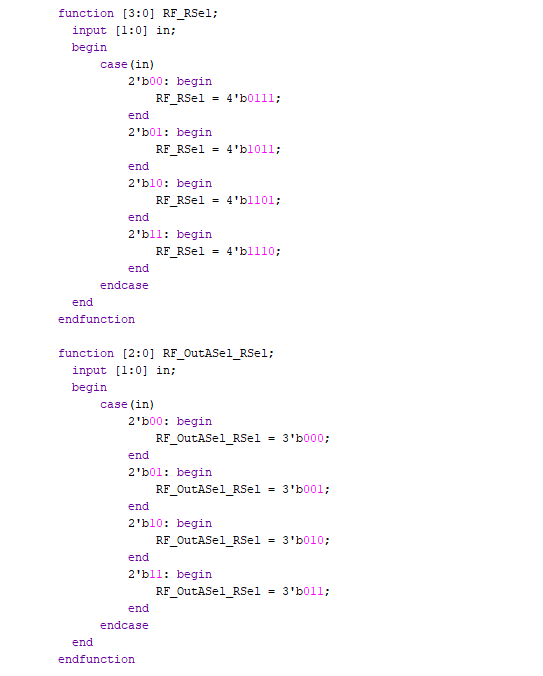 function [3:0] RF_RSel;
input [1:0] in;
begin
case(in)
2'b00: begin
RF_RSel = 4'b0111;
end
2'b01: begin
RF_RSel = 4'b1011;
end
2'b10: begin
RF_RSel = 4'b1101;
end
2'b11: begin
RF_RSel = 4'b1110;
end
endcase
end
endfunction
function [2:0] RF_OutASel_RSel;
input [1:0] in;
begin
case(in)
2'b00: begin
RF_OutASel_RSel = 3'b000;
end
2'b01: begin
RF_OutASel_RSel = 3'b001;
end
2'b10: begin
RF_OutASel_RSel = 3'b010;
end
2'b11: begin
RF_OutASel_RSel = 3'b011;
end
endcase
end
endfunction